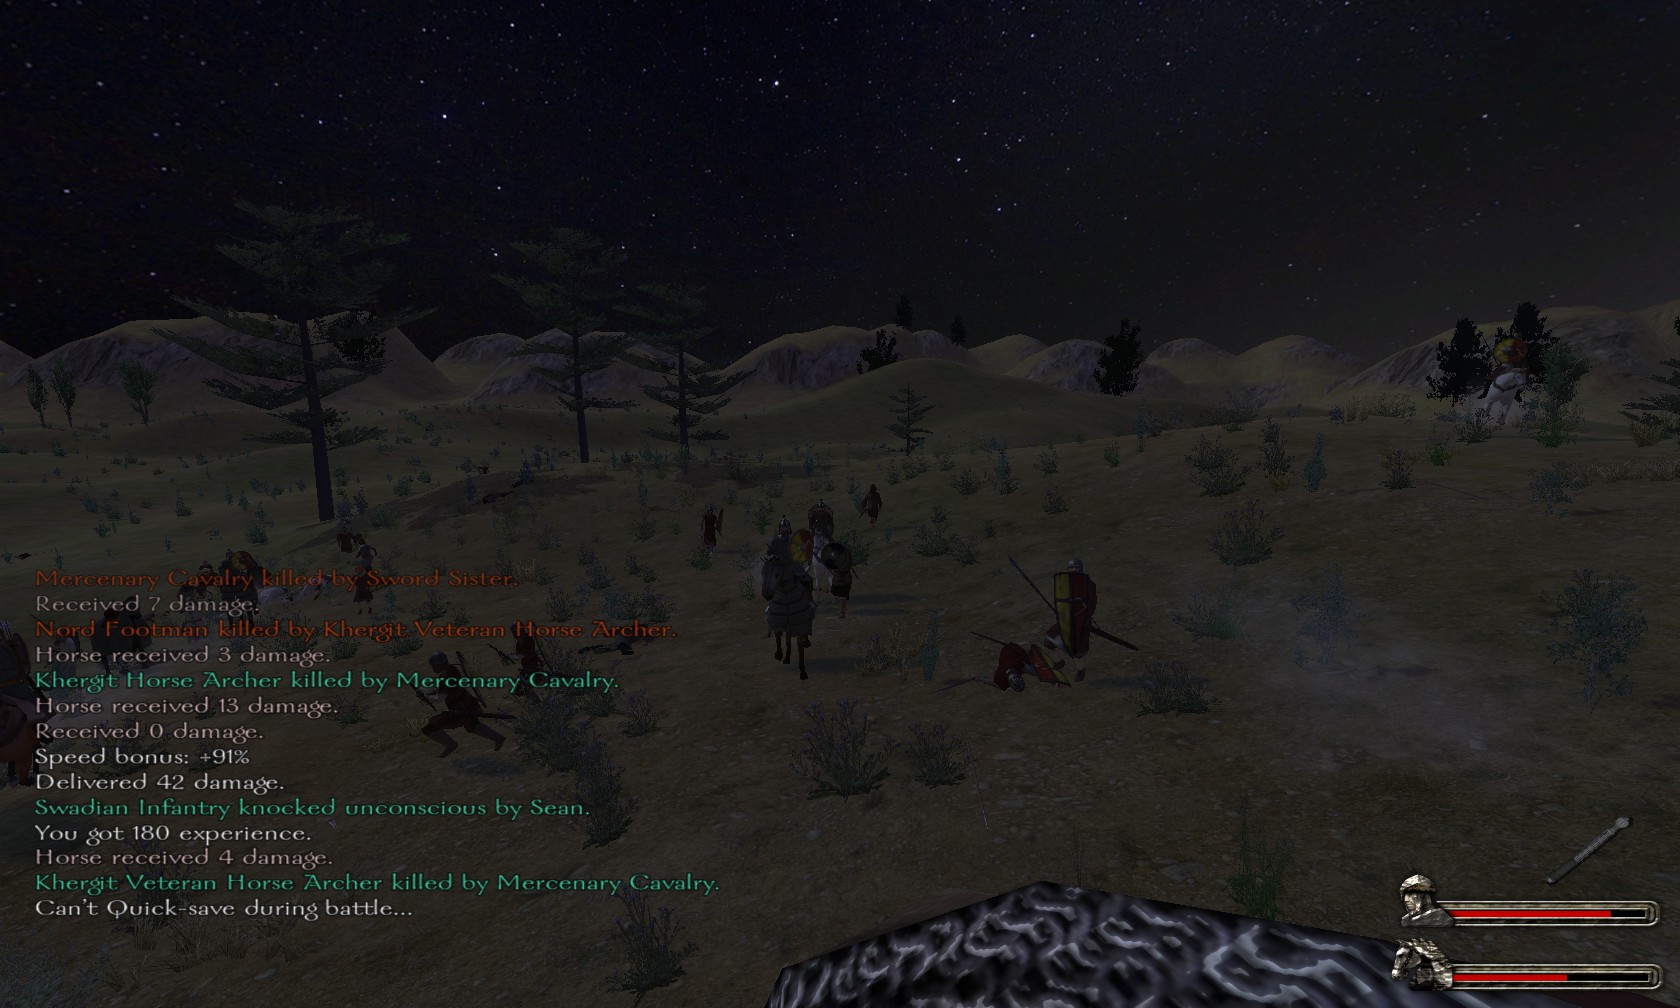 Mercenary Cavalry killed by Sword Sister.
Received 7 damage.
Nord Footman killed by Khergit Veteran Horse Archer.
Horse received 3 damage.
Khergit Horse Archer killed by Mercenary Cavalry.
Horse received 13 damage.
Received 0 damage.
Speed bonus: +91%
Delivered 42 damage.
Swadian Infantry knocked unconscious by Sean.
You got 180 experience.
Horse received 4 damage.
Khergit Veteran Horse Archer killed by Mercenary Cavalry.
Can't Quick-save during battle...